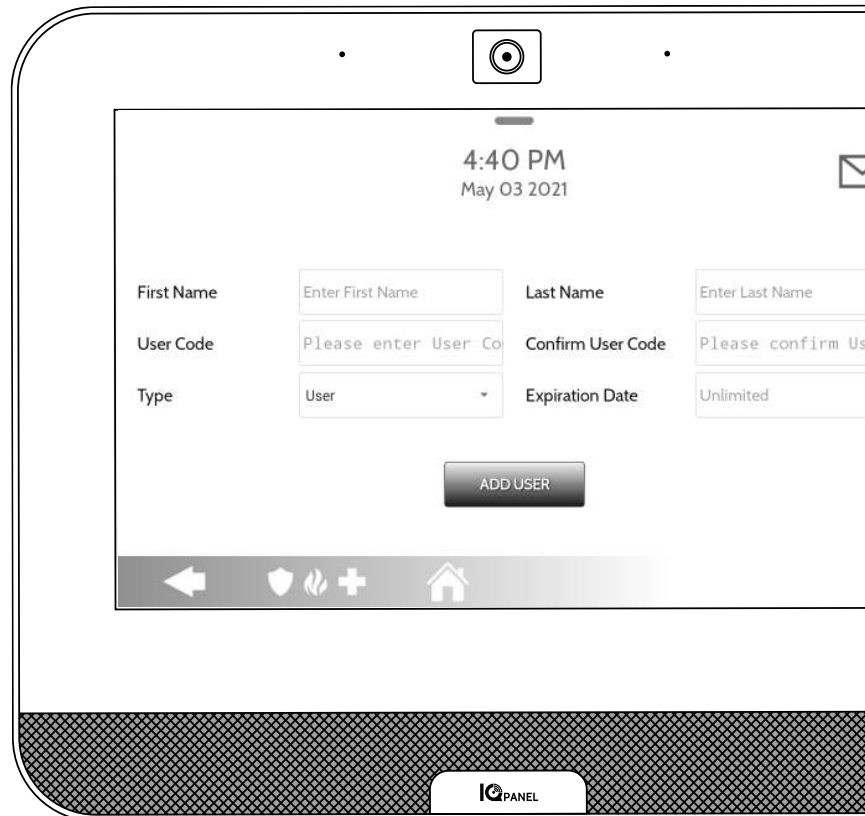 4:40 PM
May 03 2021
First Name Enter First Name Last Name Enter Last Name
User Code Please enter User Co Confirm User Code Please confirm Us
Type User Expiration Date Unlimited
ADD USER
IQ PANEL